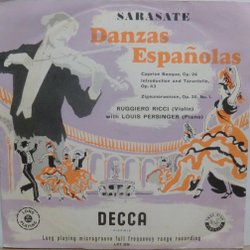 SARASATE
Danzas Españolas
Caprice Basque, Op. 24
Introduction and Tarantelle,
Op. 43
Zigeunerweisen, Op. 20, No. 1
RUGGIERO RICCI (Violin)
with LOUIS PERSINGER (Piano)
DECCA
Long playing microgroove full frequency range recording